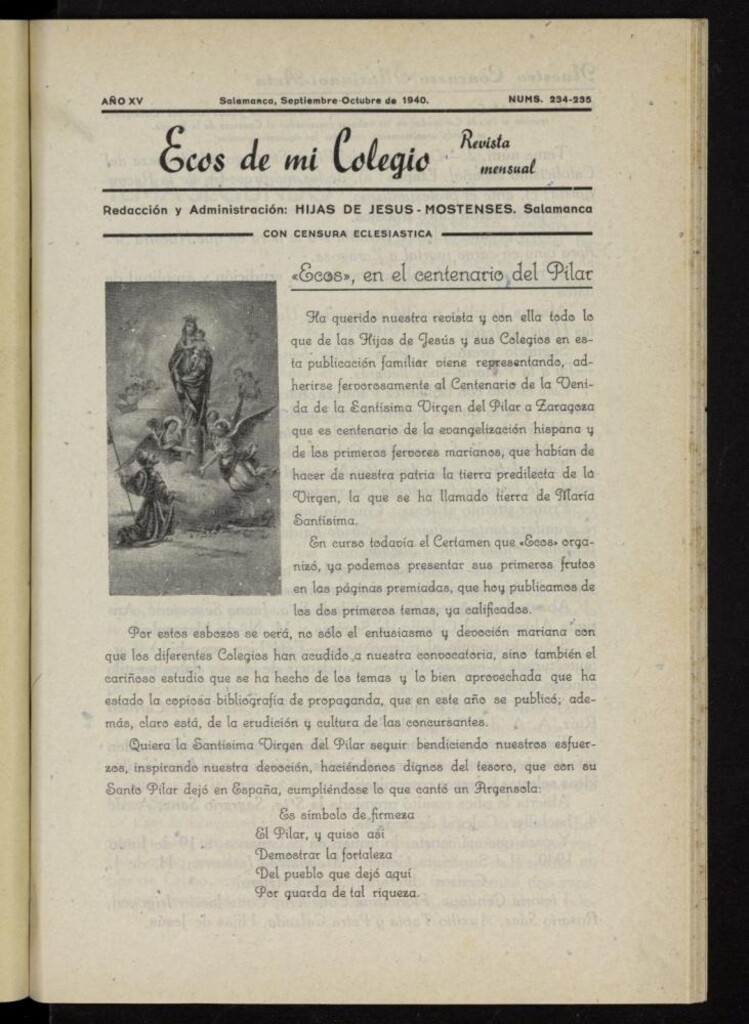 AÑO XV Salamanca, Septiembre-Octubre de 1940. NUMS. 234-235
Ecos de mi Colegio Revista mensual
Redacción y Administración: HIJAS DE JESUS - MOSTENSES. Salamanca
CON CENSURA ECLESIASTICA
«Ecos», en el centenario del Pilar
Ha querido nuestra revista y con ella todo lo
que de las Hijas de Jesús y sus Colegios en es-
ta publicación familiar viene representando, ad-
herirse fervorosamente al Centenario de la Veni-
da de la Santísima Virgen del Pilar a Zaragoza
que es centenario de la evangelización hispana y
de los primeros fervores marianos, que habían de
hacer de nuestra patria la tierra predilecta de la
Virgen, la que se ha llamado tierra de María
Santísima.
En curso todavía el Certamen que «Ecos» orga-
nizó, ya podemos presentar sus primeros frutos
en las páginas premiadas, que hoy publicamos de
los dos primeros temas, ya calificados.
Por estos esbozos se verá, no sólo el entusiasmo y devoción mariana con
que los diferentes Colegios han acudido a nuestra convocatoria, sino también el
cariñoso estudio que se ha hecho de los temas y lo bien aprovechada que ha
estado la copiosa bibliografía de propaganda, que en este año se publicó; ade-
más, claro está, de la erudición y cultura de las concursantes.
Quiera la Santísima Virgen del Pilar seguir bendiciendo nuestros esfuer-
zos, inspirando nuestra devoción, haciéndonos dignos del tesoro, que con su
Santo Pilar dejó en España, cumpliéndose lo que cantó un Argensola:
Es símbolo de firmeza
El Pilar, y quiso así
Demostrar la fortaleza
Del pueblo que dejó aquí
Por guarda de tal riqueza.